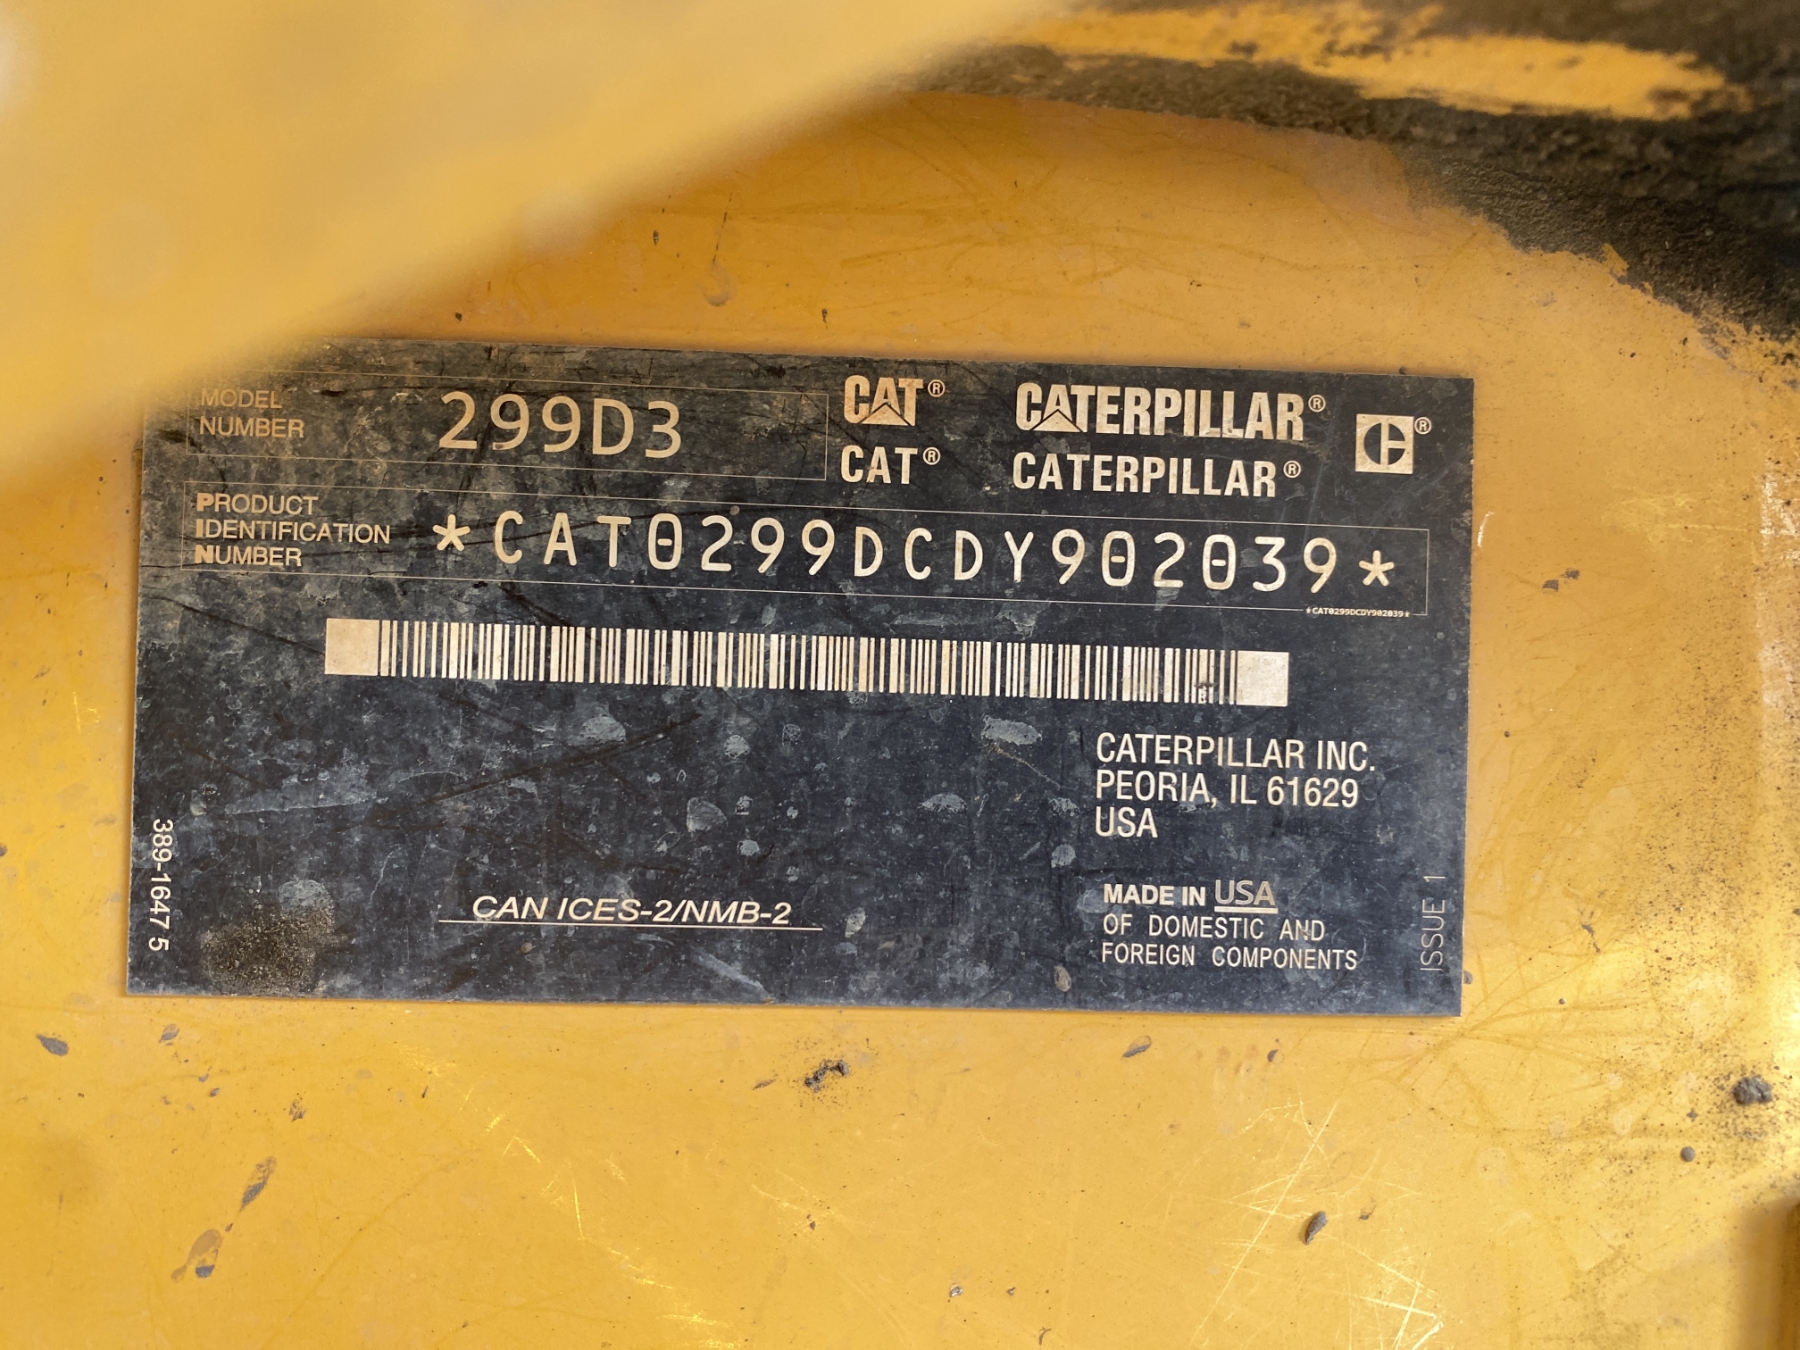 MODEL
NUMBER
299D3
CAT® CATERPILLAR® C®
CAT® CATERPILLAR®
PRODUCT
IDENTIFICATION
NUMBER
*CAT0299DCDY902039*
*CAT0299DCDY902039*
CATERPILLAR INC.
PEORIA, IL 61629
USA
389-1647 5
CAN ICES-2/NMB-2
MADE IN USA
OF DOMESTIC AND
FOREIGN COMPONENTS
ISSUE 1